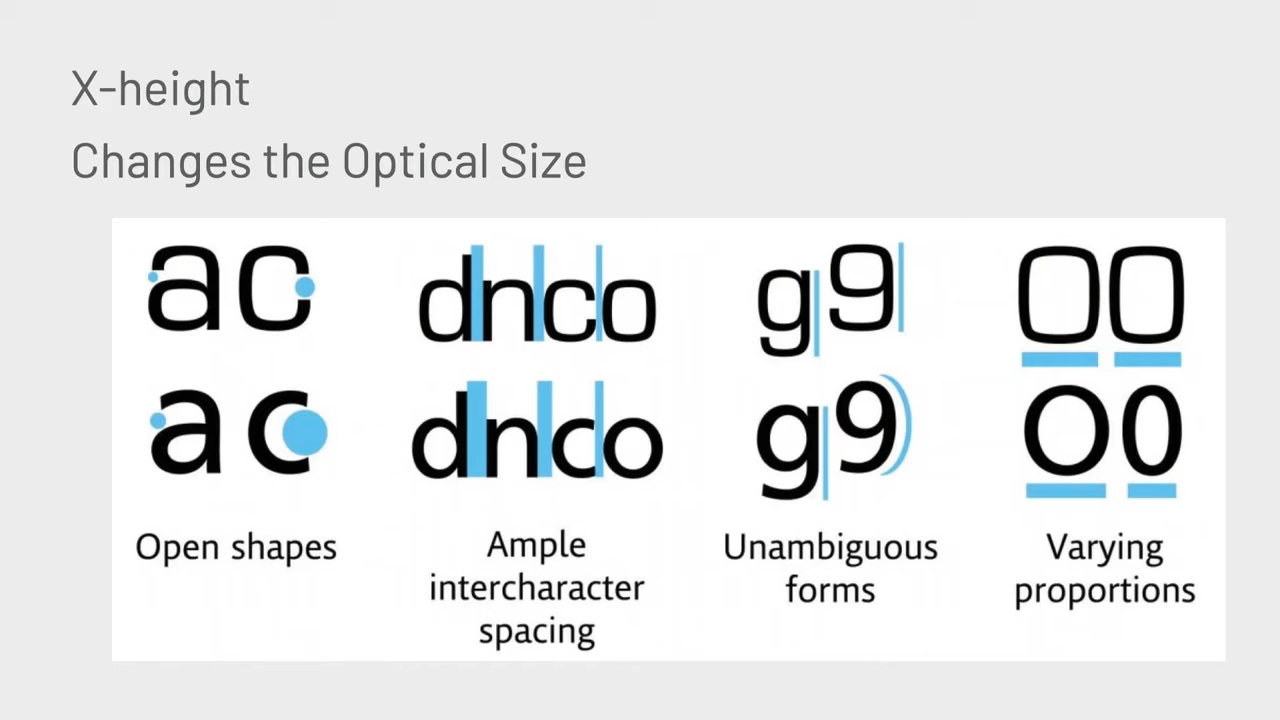 X-height
Changes the Optical Size
ac
dnco
g9
OO
ac
dnco
g9
O0
Open shapes
Ample
intercharacter
spacing
Unambiguous
forms
Varying
proportions